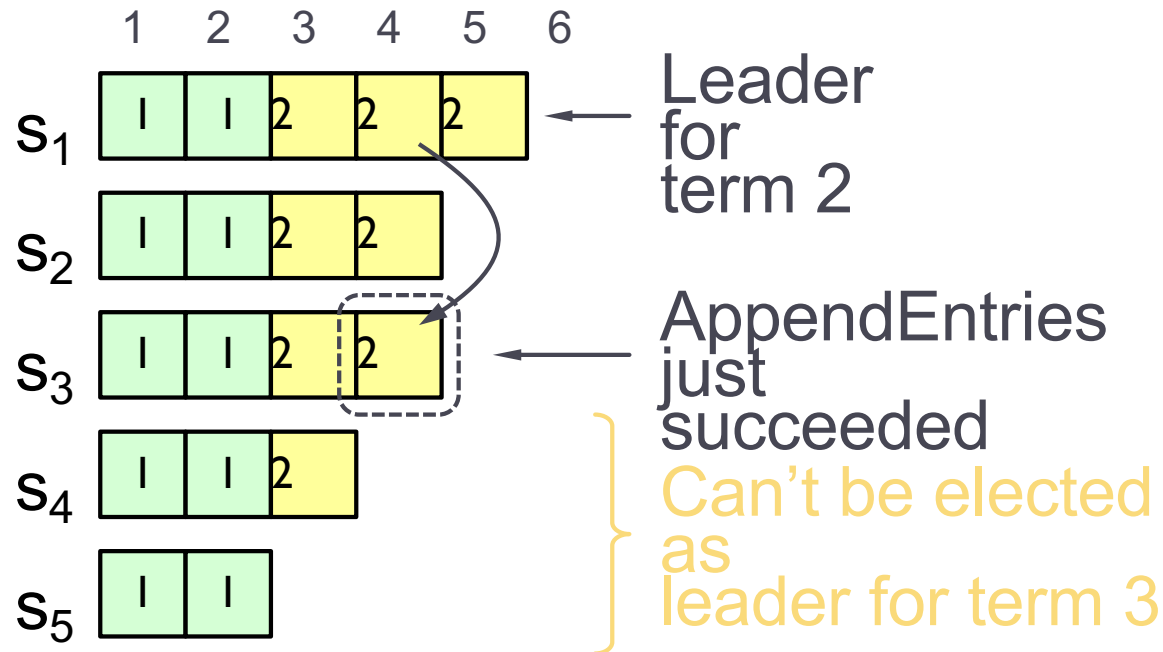 1 2 3 4 5 6
s1 1 1 2 2 2
Leader
for
term 2
s2 1 1 2 2
s3 1 1 2 2
AppendEntries
just
succeeded
s4 1 1 2
Can't be elected
as
leader for term 3
s5 1 1